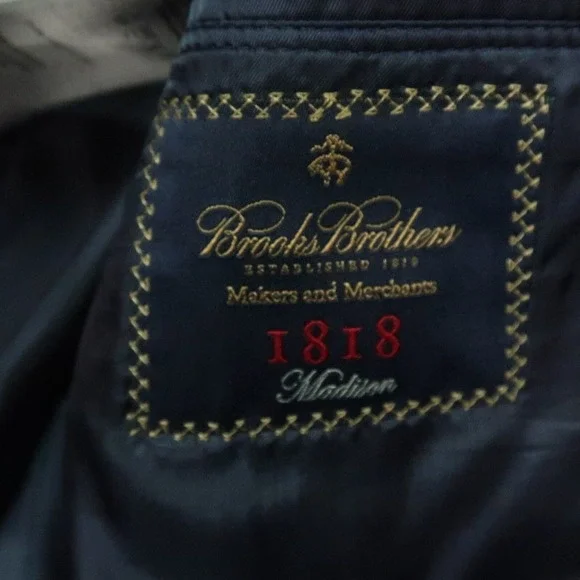 Brooks Brothers
ESTABLISHED 1818
Makers and Merchants
1818
Madison